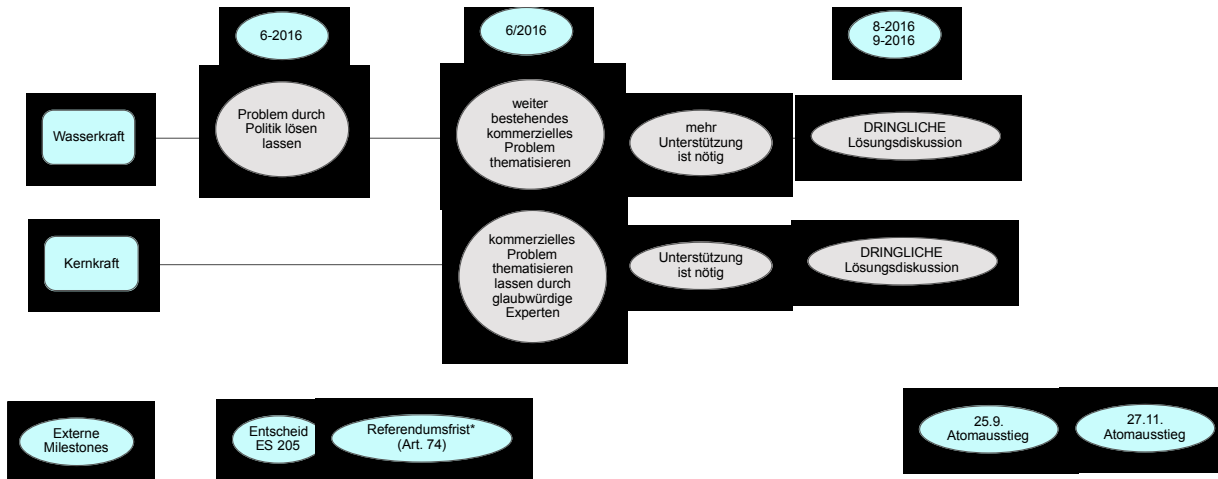 6-2016
6/2016
8-2016
9-2016
Wasserkraft
Problem durch
Politik lösen
lassen
weiter
bestehendes
kommerzielles
Problem
thematisieren
mehr
Unterstützung
ist nötig
DRINGLICHE
Lösungsdiskussion
Kernkraft
kommerzielles
Problem
thematisieren
lassen durch
glaubwürdige
Experten
Unterstützung
ist nötig
DRINGLICHE
Lösungsdiskussion
Externe
Milestones
Entscheid
ES 205
Referendumsfrist*
(Art. 74)
25.9.
Atomausstieg
27.11.
Atomausstieg